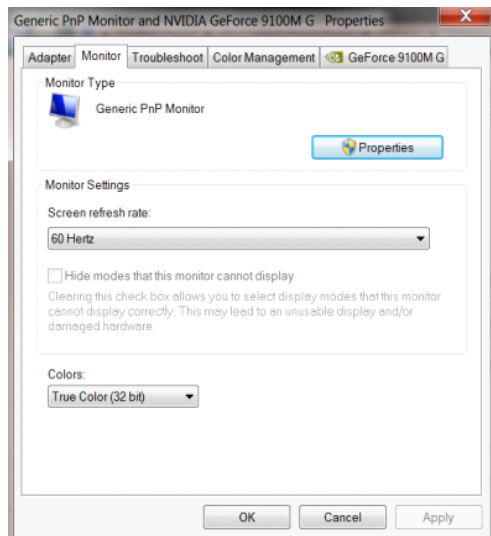 Generic PnP Monitor and NVIDIA GeForce 9100M G Properties
Adapter Monitor Troubleshoot Color Management GeForce 9100M G
Monitor Type
Generic PnP Monitor
Properties
Monitor Settings
Screen refresh rate:
60 Hertz
Hide modes that this monitor cannot display
Clearing this check box allows you to select display modes that this monitor
cannot display correctly. This may lead to an unusable display and/or
damaged hardware.
Colors:
True Color (32 bit)
OK Cancel Apply